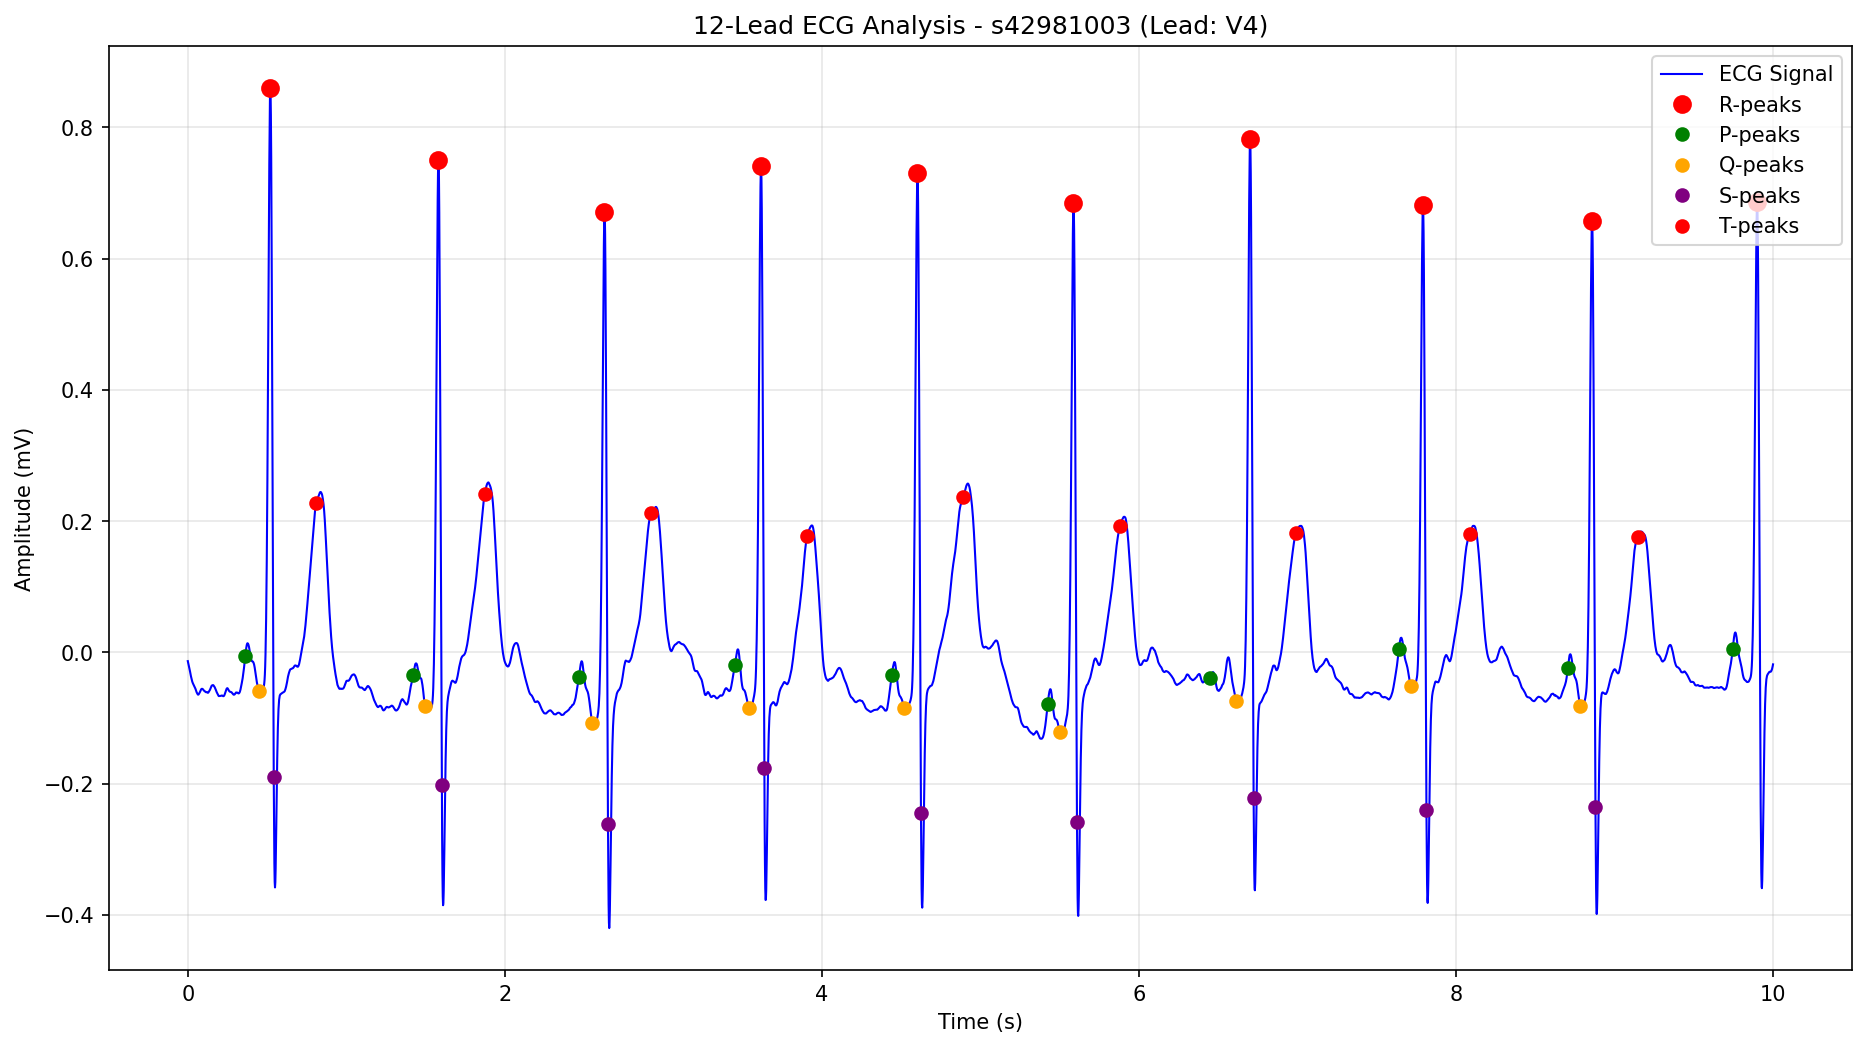 12-Lead ECG Analysis - s42981003 (Lead: V4)
ECG Signal
R-peaks
P-peaks
Q-peaks
S-peaks
T-peaks
Amplitude (mV)
0.8
0.6
0.4
0.2
0.0
−0.2
−0.4
0 2 4 6 8 10
Time (s)